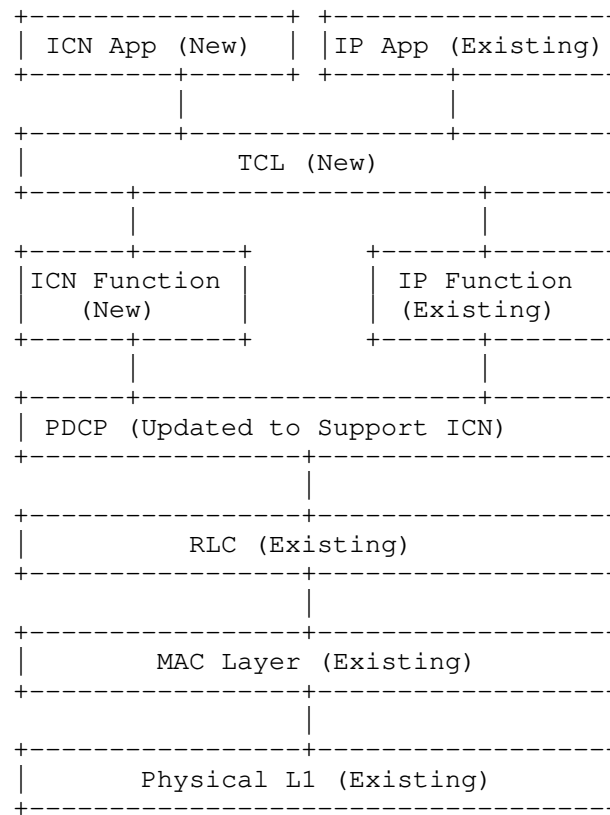 ICN App (New) IP App (Existing)
TCL (New)
ICN Function IP Function
(New) (Existing)
PDCP (Updated to Support ICN)
RLC (Existing)
MAC Layer (Existing)
Physical L1 (Existing)